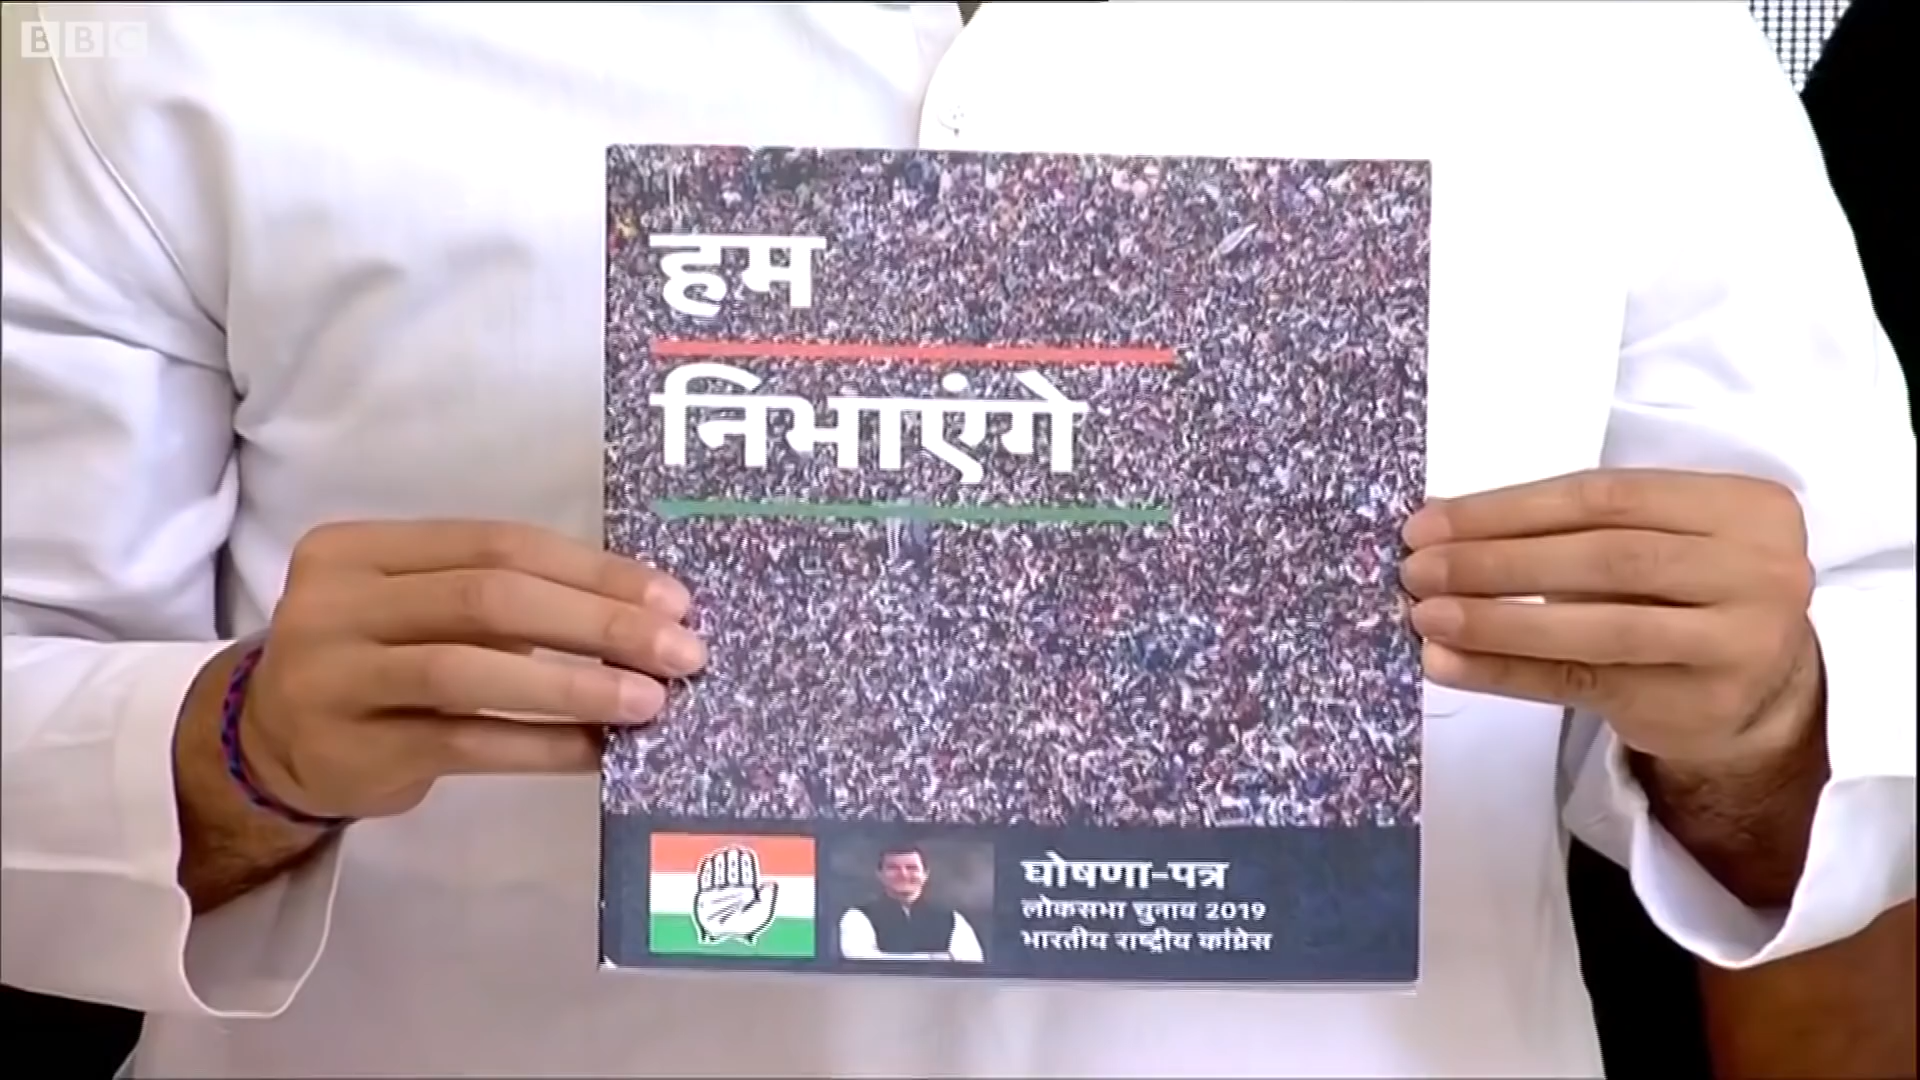 BBC
हम
निभाएंगे
घोषणा-पत्र
लोकसभा चुनाव 2019
भारतीय राष्ट्रीय कांग्रेस